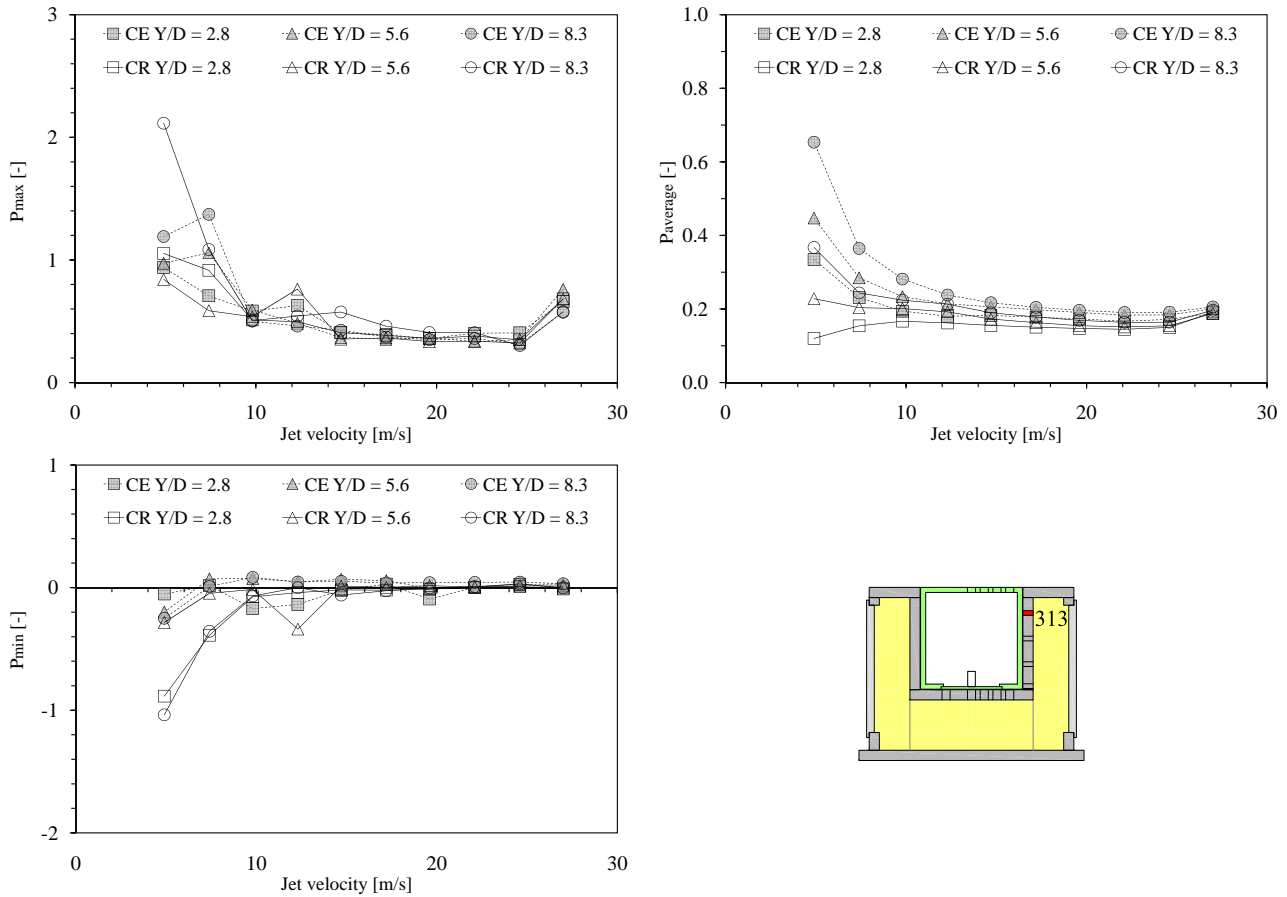 3
CE Y/D = 2.8 CE Y/D = 5.6 CE Y/D = 8.3
CR Y/D = 2.8 CR Y/D = 5.6 CR Y/D = 8.3
2
Pmax [-]
1
0
0 10 20 30
Jet velocity [m/s]
1.0
CE Y/D = 2.8 CE Y/D = 5.6 CE Y/D = 8.3
CR Y/D = 2.8 CR Y/D = 5.6 CR Y/D = 8.3
0.8
0.6
Paverage [-]
0.4
0.2
0.0
0 10 20 30
Jet velocity [m/s]
1
CE Y/D = 2.8 CE Y/D = 5.6 CE Y/D = 8.3
CR Y/D = 2.8 CR Y/D = 5.6 CR Y/D = 8.3
0
Pmin [-]
-1
-2
0 10 20 30
Jet velocity [m/s]
313